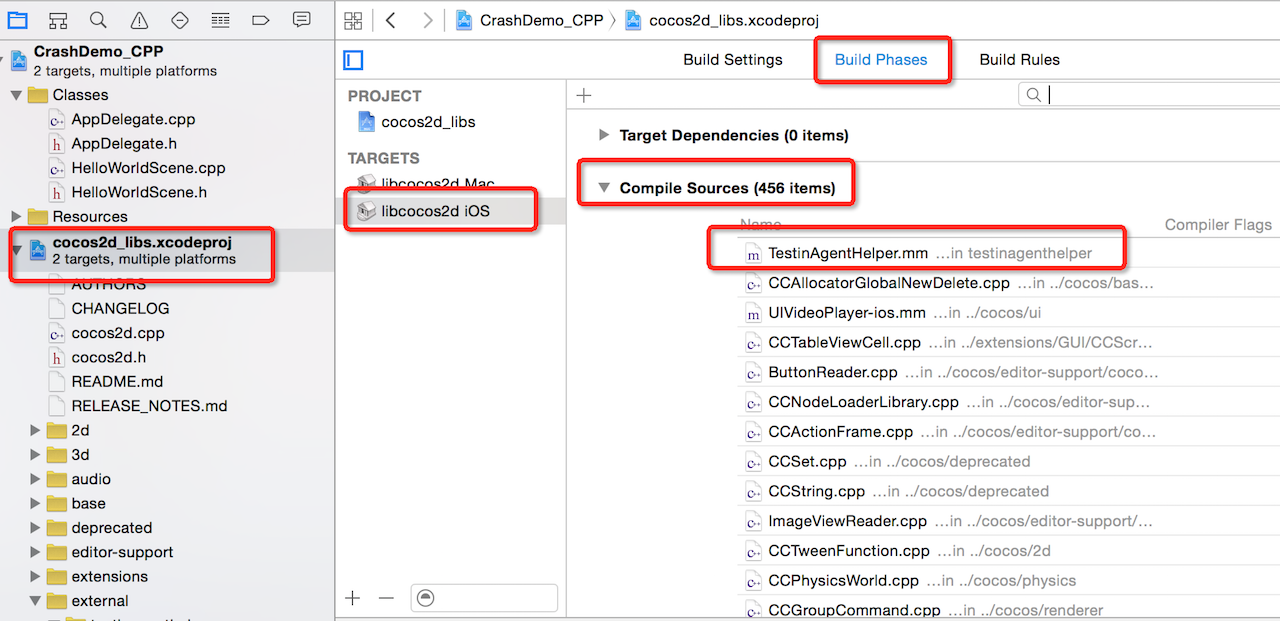 CrashDemo_CPP
2 targets, multiple platforms
Classes
AppDelegate.cpp
AppDelegate.h
HelloWorldScene.cpp
HelloWorldScene.h
Resources
cocos2d_libs.xcodeproj
2 targets, multiple platforms
AUTHORS
CHANGELOG
cocos2d.cpp
cocos2d.h
README.md
RELEASE_NOTES.md
2d
3d
audio
base
deprecated
editor-support
extensions
external
CrashDemo_CPP
cocos2d_libs.xcodeproj
Build Settings
Build Phases
Build Rules
PROJECT
cocos2d_libs
TARGETS
libcocos2d Mac
libcocos2d iOS
Target Dependencies (0 items)
Compile Sources (456 items)
Name
Compiler Flags
TestinAgentHelper.mm ...in testinagenthelper
CCAllocatorGlobalNewDelete.cpp ...in ../cocos/bas...
UIVideoPlayer-ios.mm ...in ../cocos/ui
CCTableViewCell.cpp ...in ../extensions/GUI/CCScr...
ButtonReader.cpp ...in ../cocos/editor-support/coco...
CCNodeLoaderLibrary.cpp ...in ../cocos/editor-sup...
CCActionFrame.cpp ...in ../cocos/editor-support/co...
CCSet.cpp ...in ../cocos/deprecated
CCString.cpp ...in ../cocos/deprecated
ImageViewReader.cpp ...in ../cocos/editor-support/...
CCTweenFunction.cpp ...in ../cocos/2d
CCPhysicsWorld.cpp ...in ../cocos/physics
CCGroupCommand.cpp ...in ../cocos/renderer